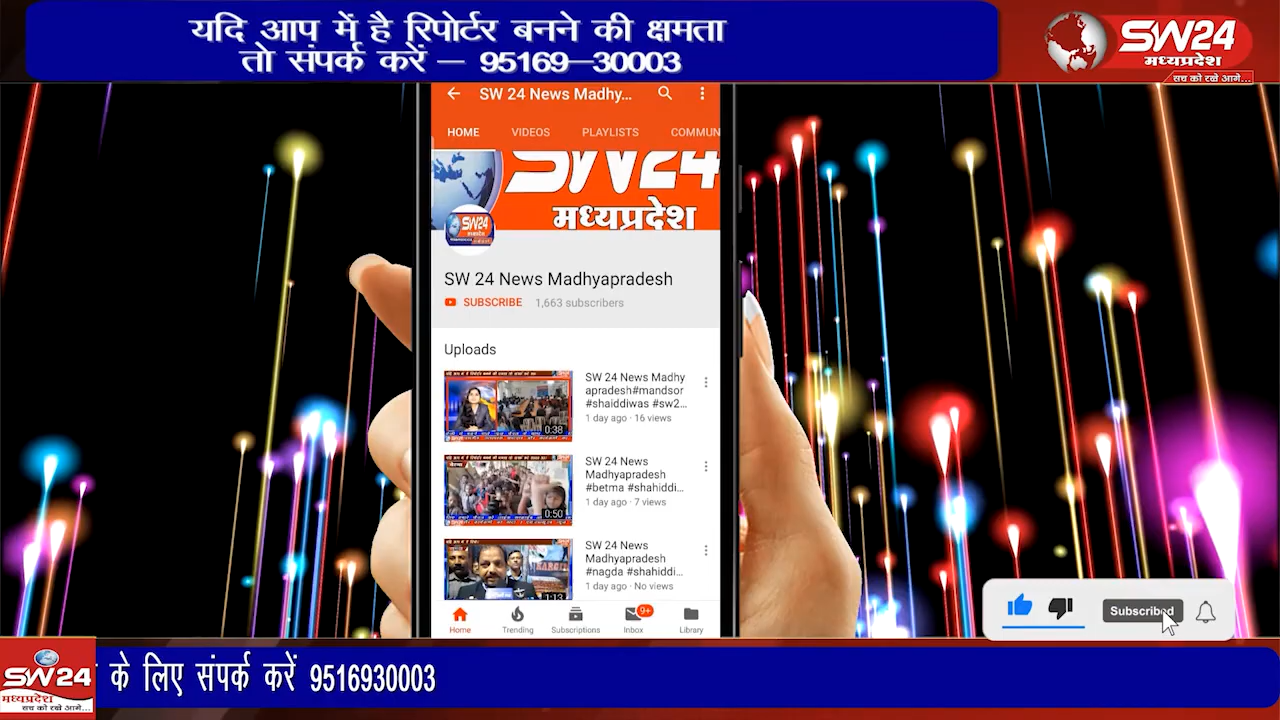 यदि आप में है रिपोर्टर बनने की क्षमता
तो संपर्क करें – 95169–30003
SW24
मध्यप्रदेश
सच को रखे आगे...
SW 24 News Madhy...
HOME VIDEOS PLAYLISTS COMMUN
SW24
मध्यप्रदेश
SW24
SW 24 News Madhyapradesh
SUBSCRIBE 1,663 subscribers
Uploads
SW 24 News Madhy
apradesh#mandsor
#shaiddiwas #sw2...
1 day ago · 16 views
0:38
SW 24 News
Madhyapradesh
#betma #shahiddi...
1 day ago · 7 views
0:50
SW 24 News
Madhyapradesh
#nagda #shahiddi...
1 day ago · No views
1:13
9+
Home Trending Subscriptions Inbox Library
Subscribed
SW24
मध्यप्रदेश
सच को रखे आगे...
के लिए संपर्क करें 9516930003